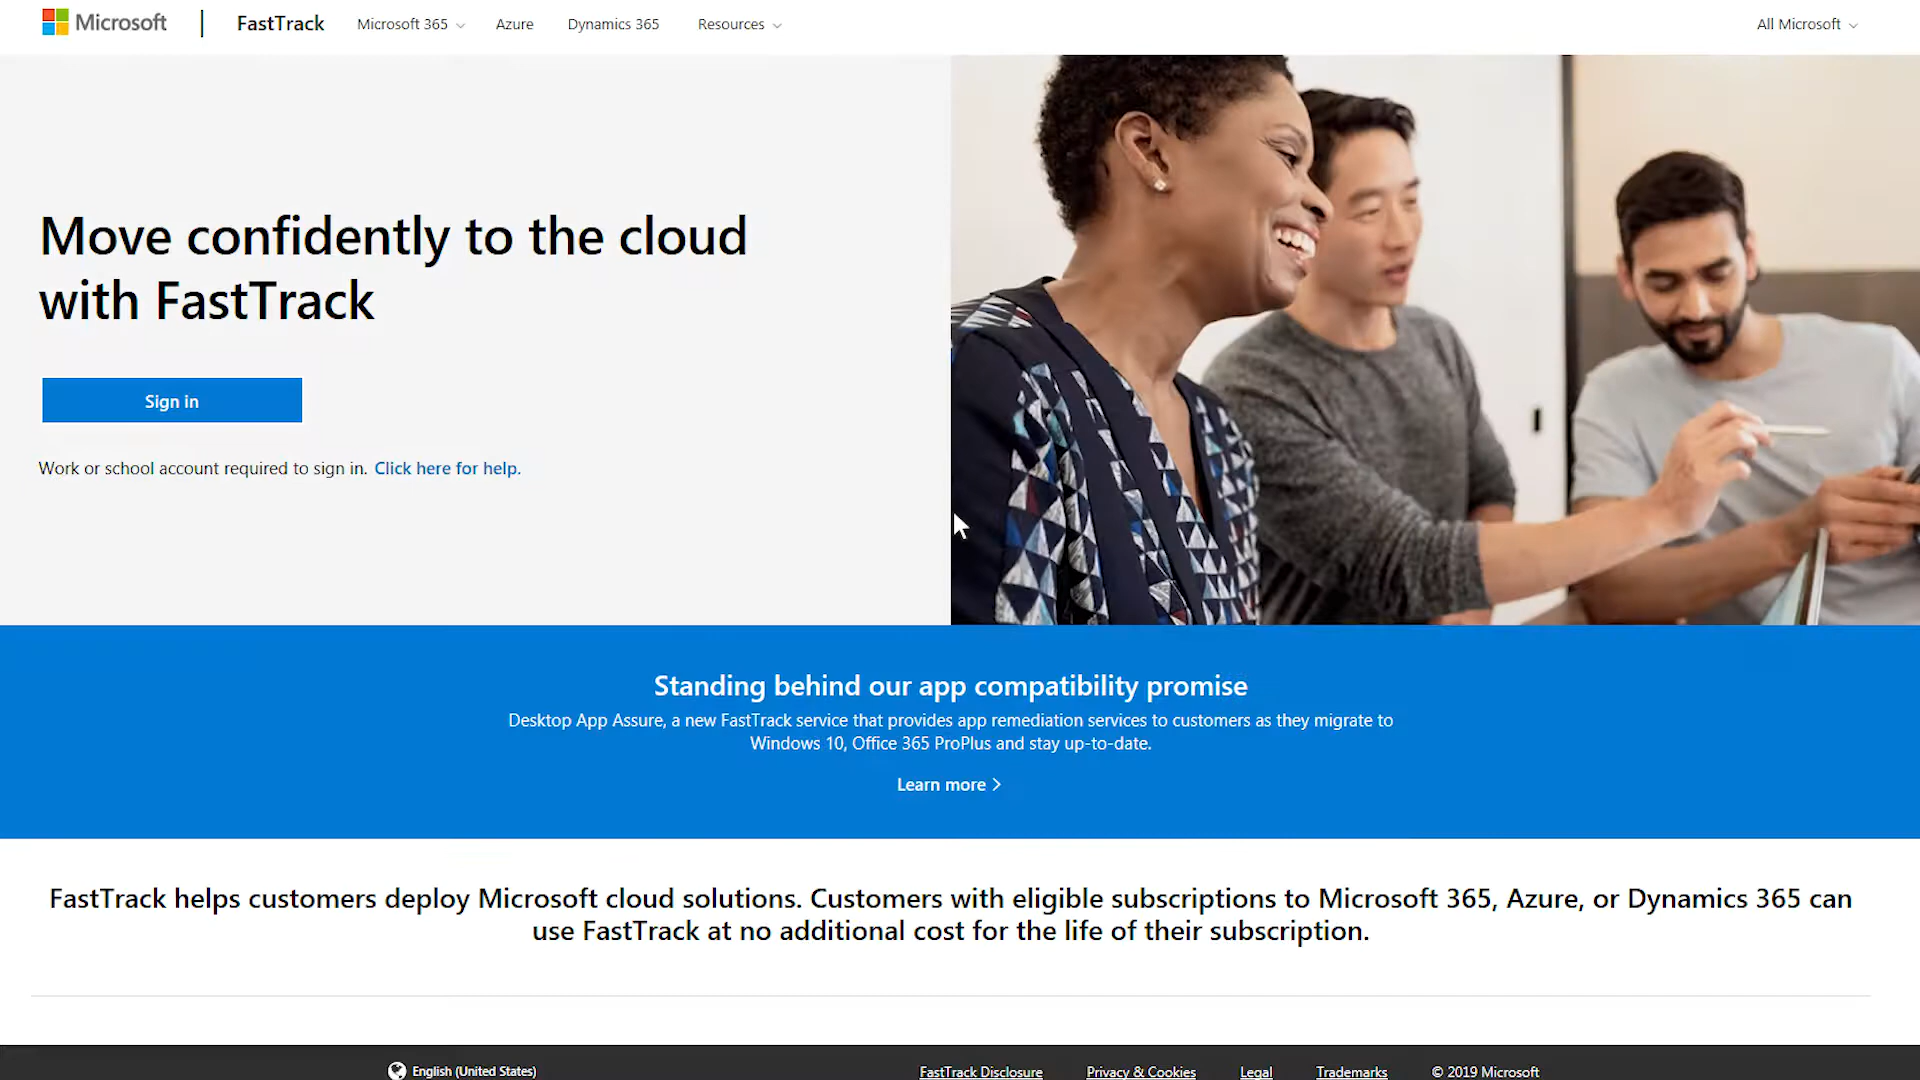 Microsoft
FastTrack
Microsoft 365
Azure
Dynamics 365
Resources
All Microsoft
Move confidently to the cloud
with FastTrack
Sign in
Work or school account required to sign in. Click here for help.
Standing behind our app compatibility promise
Desktop App Assure, a new FastTrack service that provides app remediation services to customers as they migrate to
Windows 10, Office 365 ProPlus and stay up-to-date.
Learn more
FastTrack helps customers deploy Microsoft cloud solutions. Customers with eligible subscriptions to Microsoft 365, Azure, or Dynamics 365 can
use FastTrack at no additional cost for the life of their subscription.
English (United States)
FastTrack Disclosure
Privacy & Cookies
Legal
Trademarks
© 2019 Microsoft